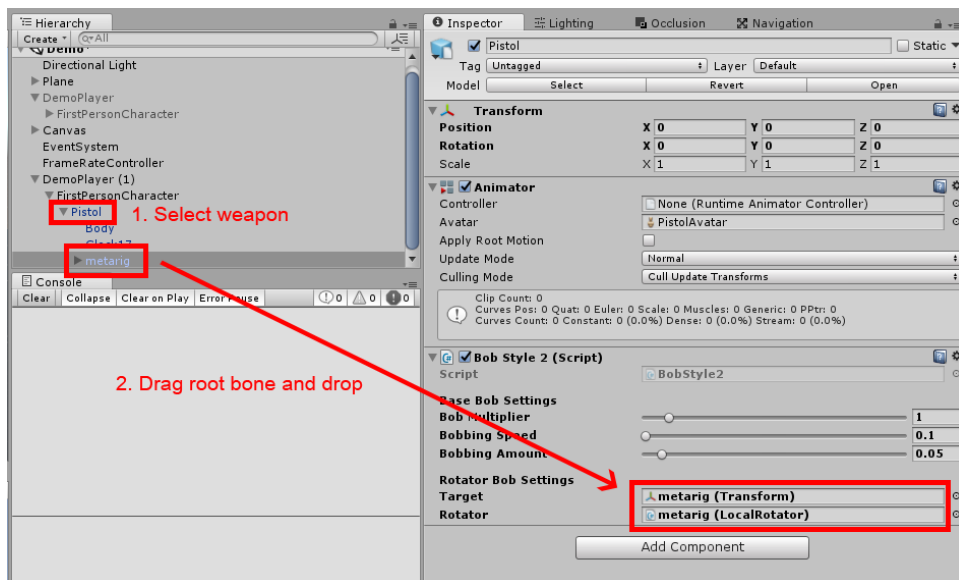 Hierarchy
Create
All
Demo
Directional Light
Plane
DemoPlayer
FirstPersonCharacter
Canvas
EventSystem
FrameRateController
DemoPlayer (1)
FirstPersonCharacter
Pistol
1. Select weapon
Body
Glock17
metarig
Console
Clear Collapse Clear on Play Error Pause 0 0 0
2. Drag root bone and drop
Inspector Lighting Occlusion Navigation
Pistol Static
Tag Untagged Layer Default
Model Select Revert Open
Transform
Position X 0 Y 0 Z 0
Rotation X 0 Y 0 Z 0
Scale X 1 Y 1 Z 1
Animator
Controller None (Runtime Animator Controller)
Avatar PistolAvatar
Apply Root Motion
Update Mode Normal
Culling Mode Cull Update Transforms
Clip Count: 0
Curves Pos: 0 Quat: 0 Euler: 0 Scale: 0 Muscles: 0 Generic: 0 PPtr: 0
Curves Count: 0 Constant: 0 (0.0%) Dense: 0 (0.0%) Stream: 0 (0.0%)
Bob Style 2 (Script)
Script BobStyle2
Base Bob Settings
Bob Multiplier 1
Bobbing Speed 0.1
Bobbing Amount 0.05
Rotator Bob Settings
Target metarig (Transform)
Rotator metarig (LocalRotator)
Add Component